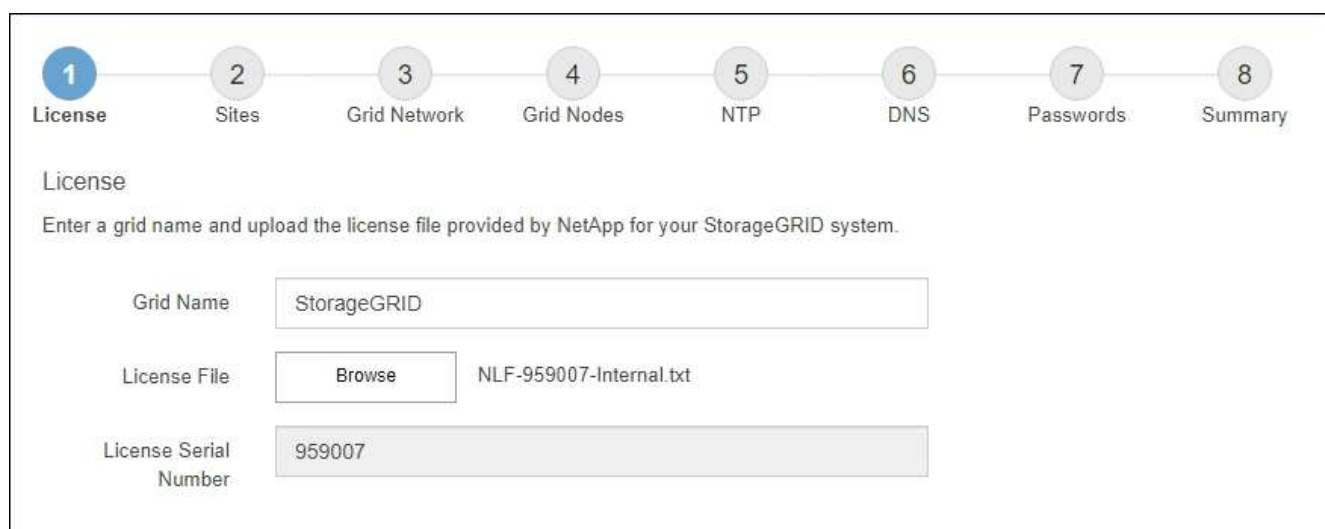 1 2 3 4 5 6 7 8
License Sites Grid Network Grid Nodes NTP DNS Passwords Summary
License
Enter a grid name and upload the license file provided by NetApp for your StorageGRID system.
Grid Name StorageGRID
License File Browse NLF-959007-Internal.txt
License Serial 959007
Number